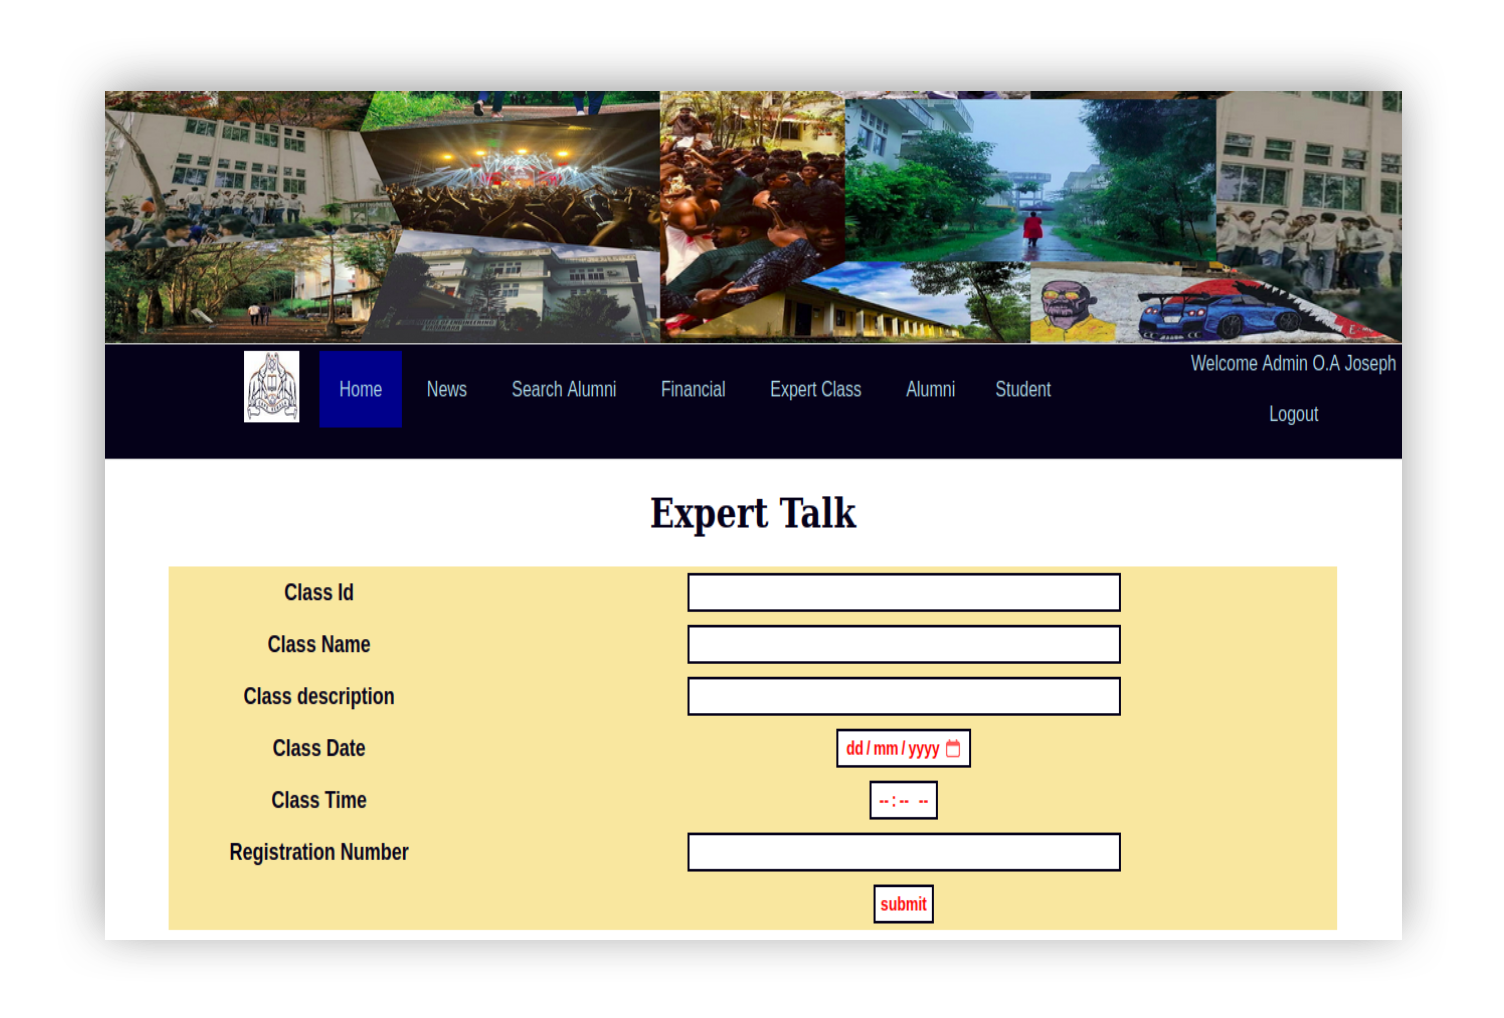 Welcome Admin O.A Joseph
Home News Search Alumni Financial Expert Class Alumni Student
Logout
Expert Talk
Class Id
Class Name
Class description
Class Date dd/mm/yyyy
Class Time --:-- --
Registration Number
submit